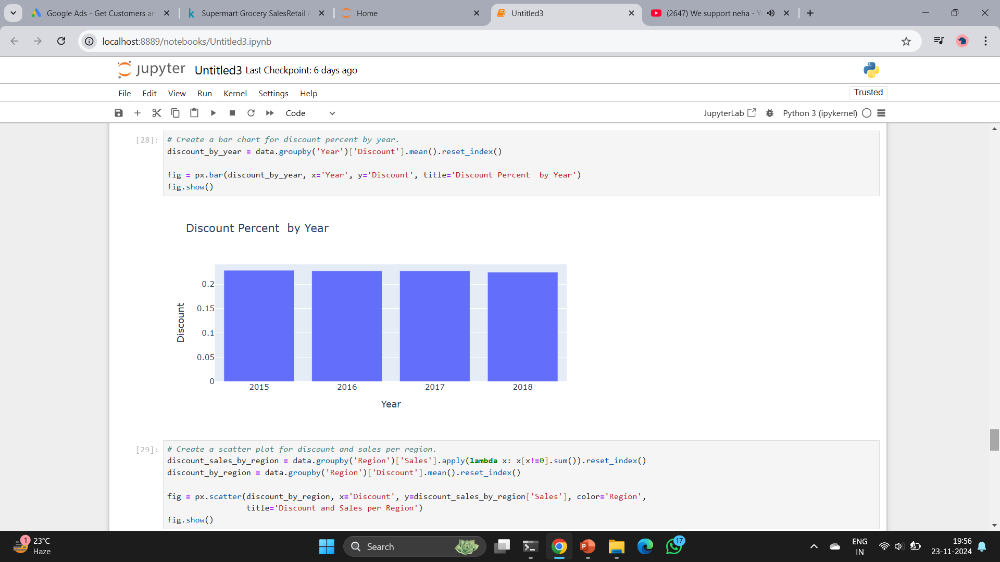 Google Ads - Get Customers an
Supermart Grocery SalesRetail A
Home
Untitled3
(2647) We support neha - Yo
localhost:8889/notebooks/Untitled3.ipynb
jupyter Untitled3 Last Checkpoint: 6 days ago
File Edit View Run Kernel Settings Help
Trusted
Code
JupyterLab
Python 3 (ipykernel)
[28]:
# Create a bar chart for discount percent by year.
discount_by_year = data.groupby('Year')['Discount'].mean().reset_index()
fig = px.bar(discount_by_year, x='Year', y='Discount', title='Discount Percent  by Year')
fig.show()
Discount Percent  by Year
0.2
0.15
0.1
0.05
0
Discount
2015 2016 2017 2018
Year
[29]:
# Create a scatter plot for discount and sales per region.
discount_sales_by_region = data.groupby('Region')['Sales'].apply(lambda x: x[x!=0].sum()).reset_index()
discount_by_region = data.groupby('Region')['Discount'].mean().reset_index()
fig = px.scatter(discount_by_region, x='Discount', y=discount_sales_by_region['Sales'], color='Region',
title='Discount and Sales per Region')
fig.show()
1
23°C
Haze
Search
17
ENG
IN
19:56
23-11-2024